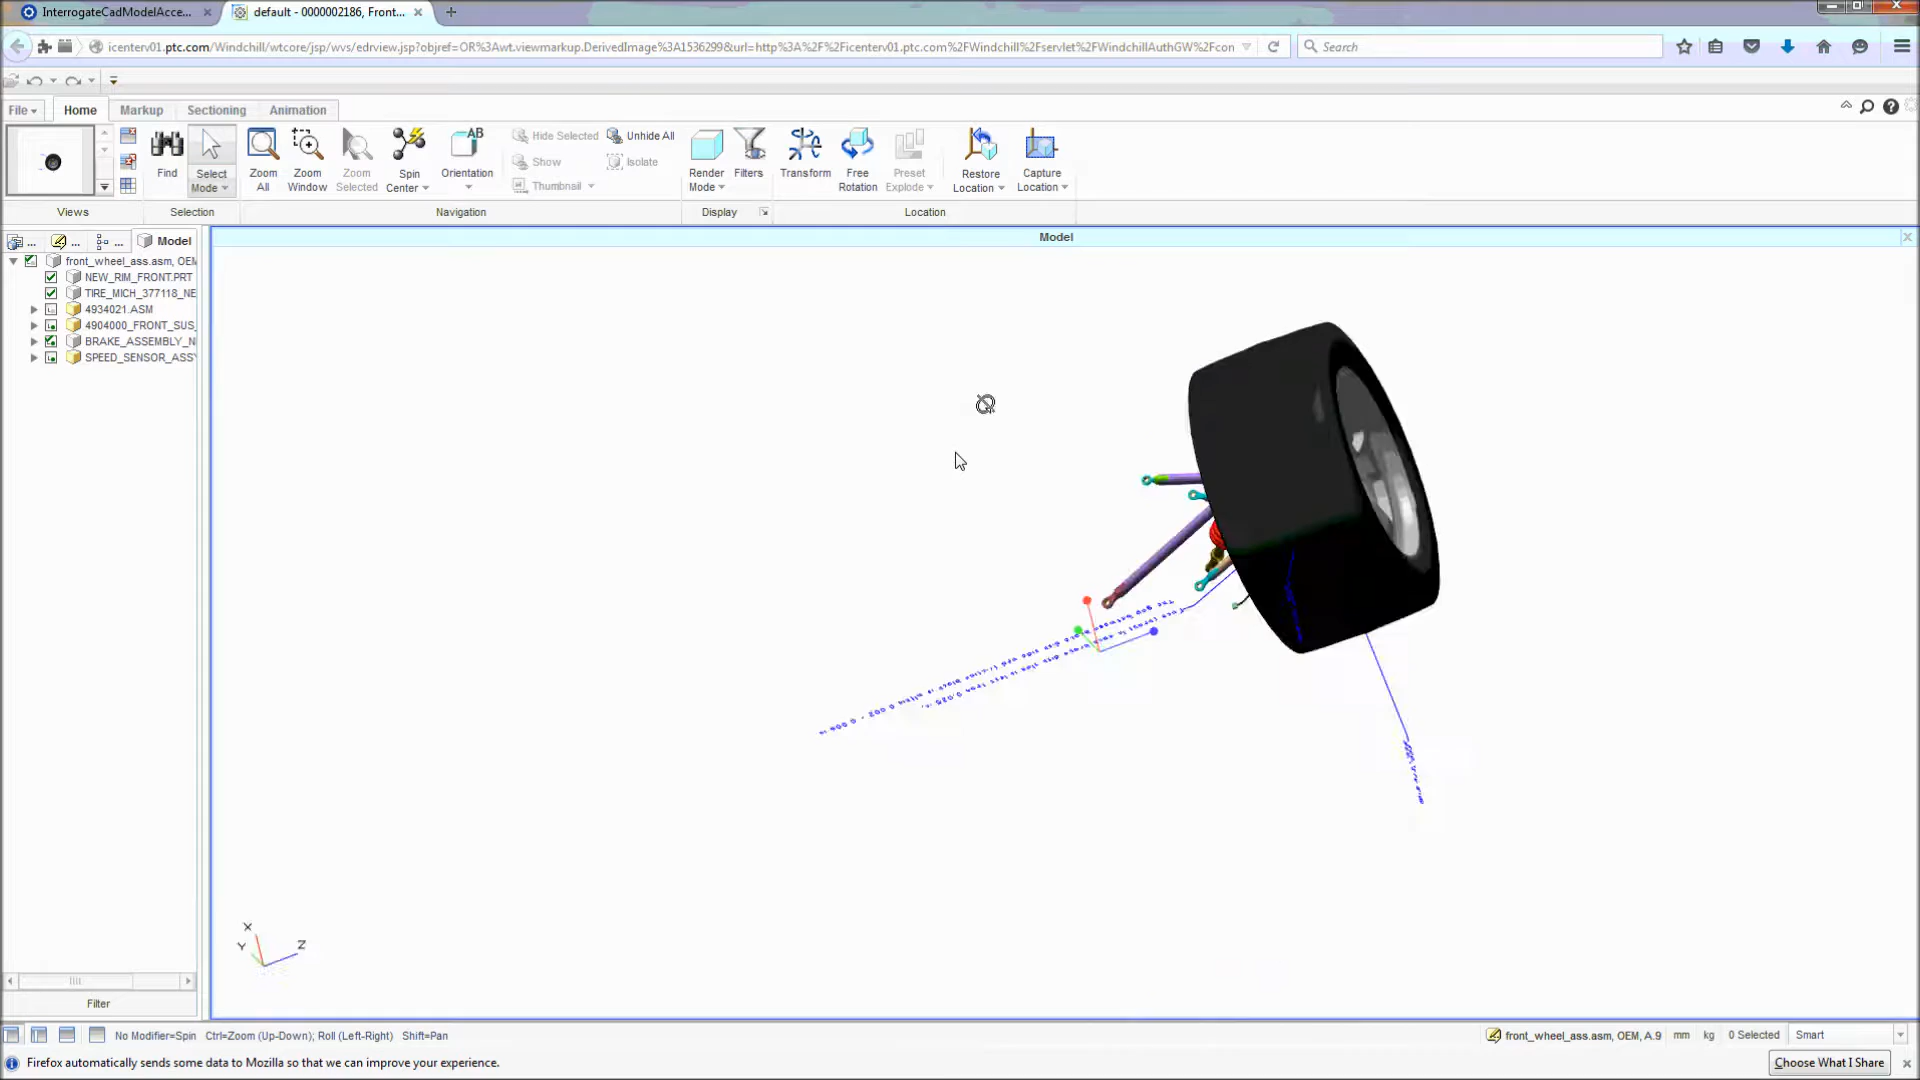 InterrogateCadModelAcce...
default - 0000002186, Front...
icenterv01.ptc.com/Windchill/wtcore/jsp/wvs/edrview.jsp?objref=OR%3Awt.viewmarkup.DerivedImage%3A1536299&url=http%3A%2F%2Ficenterv01.ptc.com%2FWindchill%2Fservlet%2FWindchillAuthGW%2Fcon
Search
File Home Markup Sectioning Animation
Find
Select Mode
Zoom All
Zoom Window
Zoom Selected
Spin Center
AB
Orientation
Hide Selected
Show
Thumbnail
Unhide All
Isolate
Render Mode
Filters
Transform
Free Rotation
Preset Explode
Restore Location
Capture Location
Views Selection Navigation Display Location
... ... ... Model
Model
front_wheel_ass.asm, OEM
NEW_RIM_FRONT.PRT
TIRE_MICH_377118_NE
4934021.ASM
4904000_FRONT_SUS_
BRAKE_ASSEMBLY_N
SPEED_SENSOR_ASSY
X
Y
Z
Filter
No Modifier=Spin Ctrl=Zoom (Up-Down); Roll (Left-Right) Shift=Pan
front_wheel_ass.asm, OEM, A.9 mm kg 0 Selected Smart
Firefox automatically sends some data to Mozilla so that we can improve your experience.
Choose What I Share